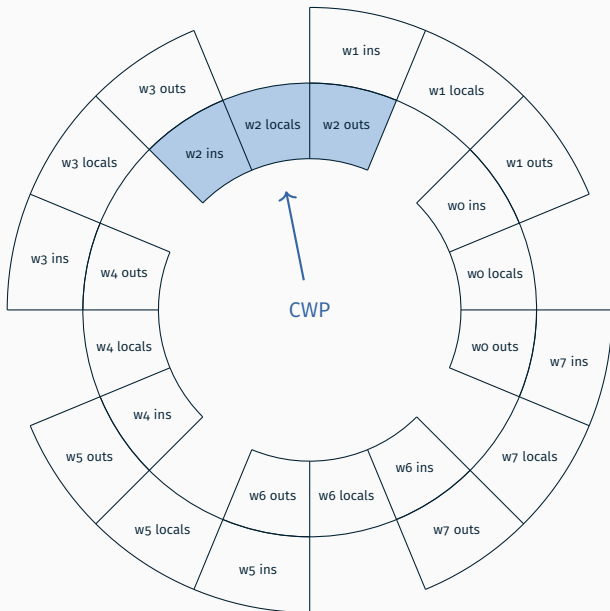 w1 ins
w3 outs
w1 locals
w2 locals
w2 outs
w2 ins
w3 locals
w1 outs
w0 ins
w3 ins
w4 outs
w0 locals
CWP
w4 locals
w0 outs
w7 ins
w4 ins
w5 outs
w7 locals
w6 ins
w6 outs
w6 locals
w5 locals
w7 outs
w5 ins